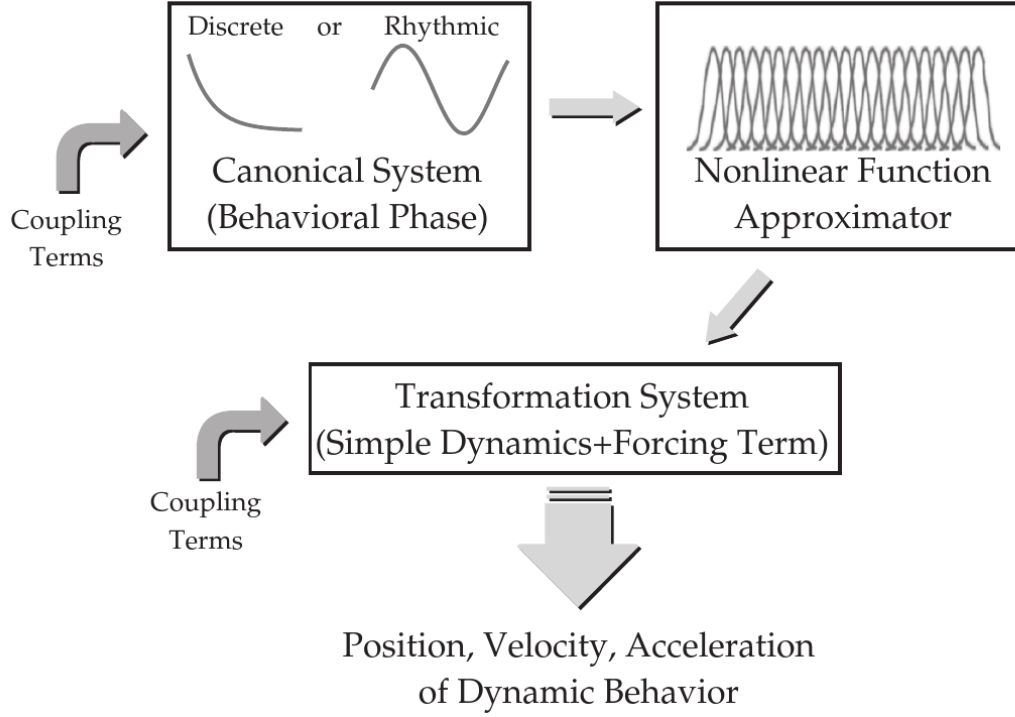 Discrete or Rhythmic
Canonical System
(Behavioral Phase)
Nonlinear Function
Approximator
Coupling
Terms
Transformation System
(Simple Dynamics+Forcing Term)
Coupling
Terms
Position, Velocity, Acceleration
of Dynamic Behavior